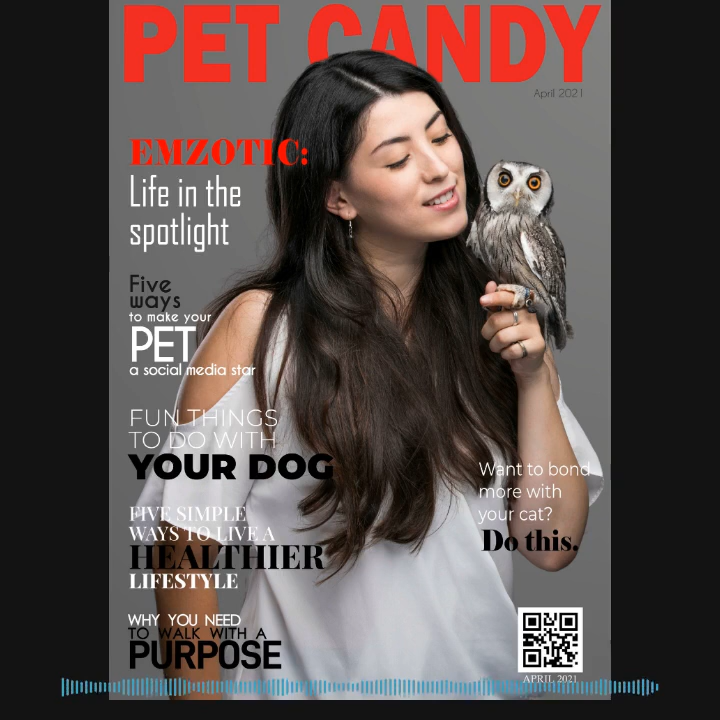 PET CANDY
April 2021
EMZOTIC:
Life in the
spotlight
Five
ways
to make your
PET
a social media star
FUN THINGS
TO DO WITH
YOUR DOG
FIVE SIMPLE
WAYS TO LIVE A
HEALTHIER
LIFESTYLE
WHY YOU NEED
TO WALK WITH A
PURPOSE
Want to bond
more with
your cat?
Do this.
APRIL 2021